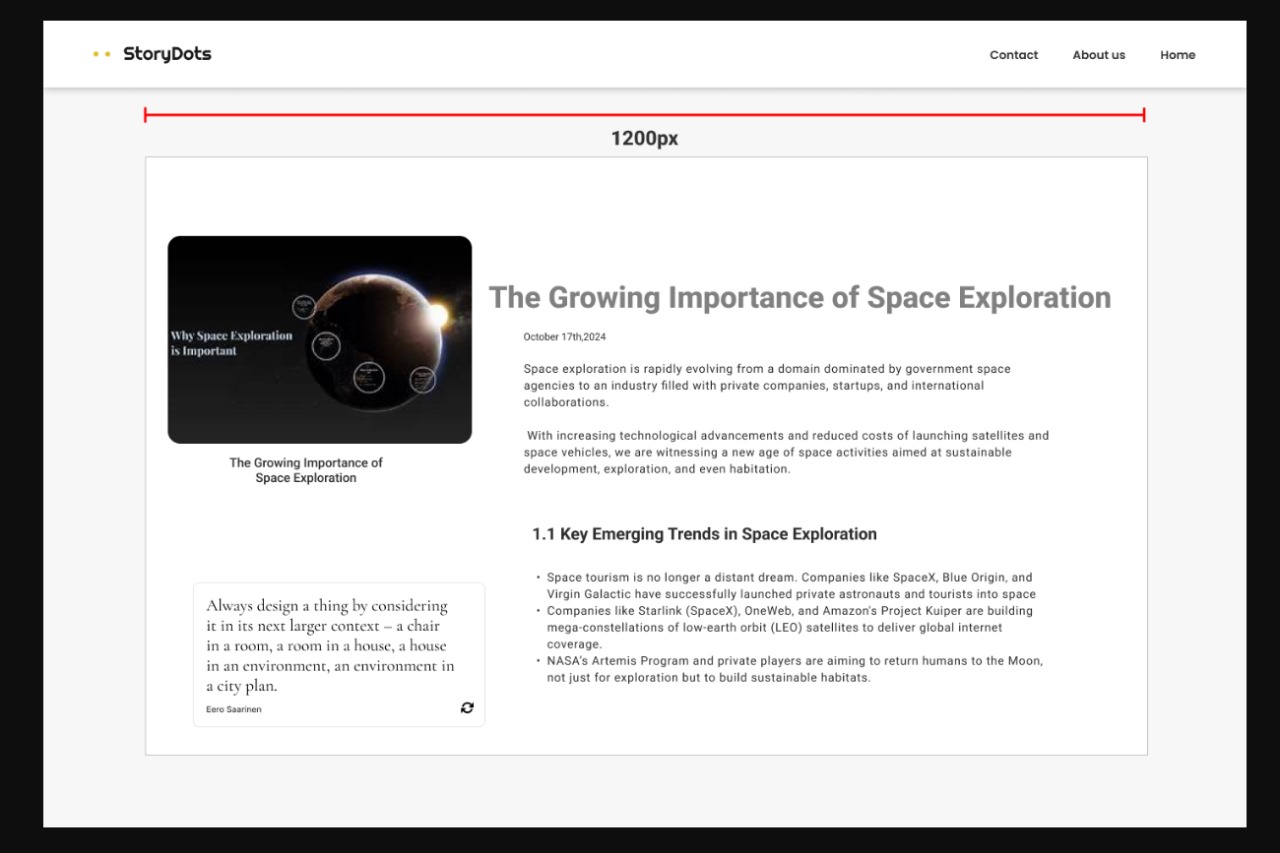 StoryDots
Contact About us Home
1200px
Why Space Exploration
is Important
The Growing Importance of
Space Exploration
Always design a thing by considering
it in its next larger context – a chair
in a room, a room in a house, a house
in an environment, an environment in
a city plan.
Eero Saarinen
The Growing Importance of Space Exploration
October 17th,2024
Space exploration is rapidly evolving from a domain dominated by government space
agencies to an industry filled with private companies, startups, and international
collaborations.
With increasing technological advancements and reduced costs of launching satellites and
space vehicles, we are witnessing a new age of space activities aimed at sustainable
development, exploration, and even habitation.
1.1 Key Emerging Trends in Space Exploration
• Space tourism is no longer a distant dream. Companies like SpaceX, Blue Origin, and
Virgin Galactic have successfully launched private astronauts and tourists into space
• Companies like Starlink (SpaceX), OneWeb, and Amazon's Project Kuiper are building
mega-constellations of low-earth orbit (LEO) satellites to deliver global internet
coverage.
• NASA's Artemis Program and private players are aiming to return humans to the Moon,
not just for exploration but to build sustainable habitats.